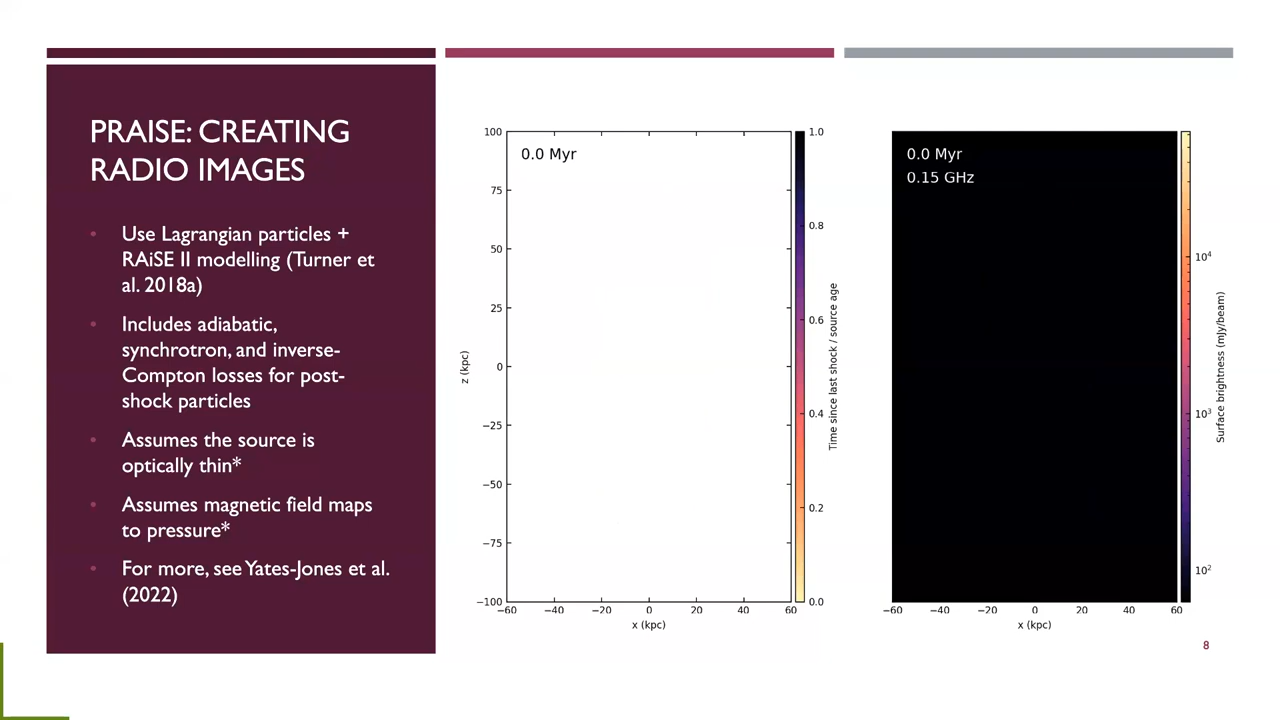 PRAISE: CREATING
RADIO IMAGES
• Use Lagrangian particles +
RAiSE II modelling (Turner et
al. 2018a)
• Includes adiabatic,
synchrotron, and inverse-
Compton losses for post-
shock particles
• Assumes the source is
optically thin*
• Assumes magnetic field maps
to pressure*
• For more, see Yates-Jones et al.
(2022)
0.0 Myr
100
75
50
25
0
−25
−50
−75
−100
z (kpc)
−60 −40 −20 0 20 40 60
x (kpc)
1.0
0.8
0.6
0.4
0.2
0.0
Time since last shock / source age
0.0 Myr
0.15 GHz
−60 −40 −20 0 20 40 60
x (kpc)
10⁴
10³
10²
Surface brightness (mJy/beam)
8